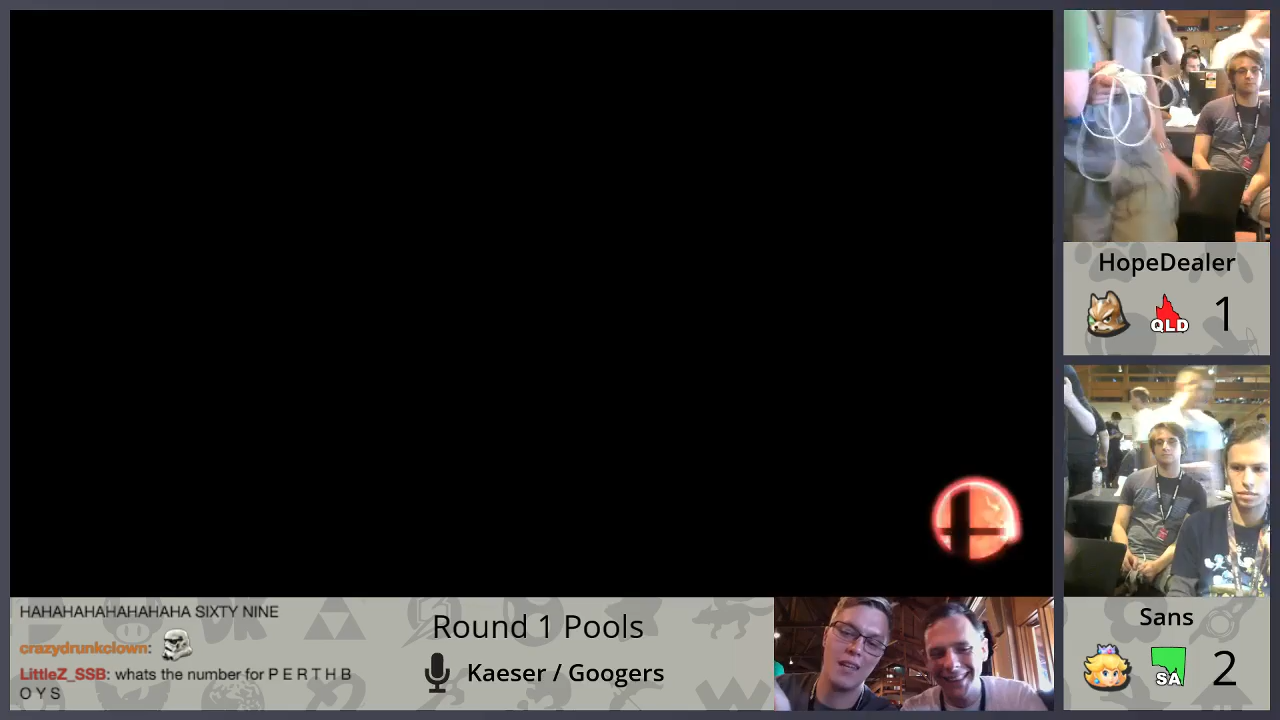 HopeDealer
QLD
1
Sans
SA
2
HAHAHAHAHAHAHAHA SIXTY NINE
crazydrunkclown:
LittleZ_SSB: whats the number for P E R T H B
O Y S
Round 1 Pools
Kaeser / Googers